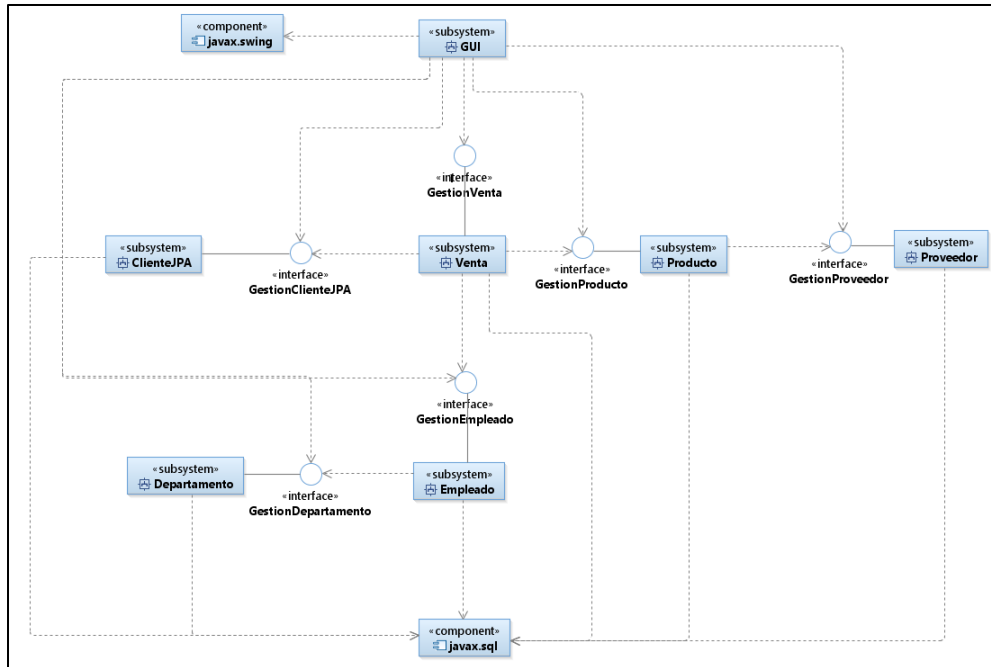 «component»
javax.swing
«subsystem»
GUI
«interface»
GestionVenta
«subsystem»
ClienteJPA
«interface»
GestionClienteJPA
«subsystem»
Venta
«interface»
GestionProducto
«subsystem»
Producto
«interface»
GestionProveedor
«subsystem»
Proveedor
«interface»
GestionEmpleado
«subsystem»
Departamento
«interface»
GestionDepartamento
«subsystem»
Empleado
«component»
javax.sql